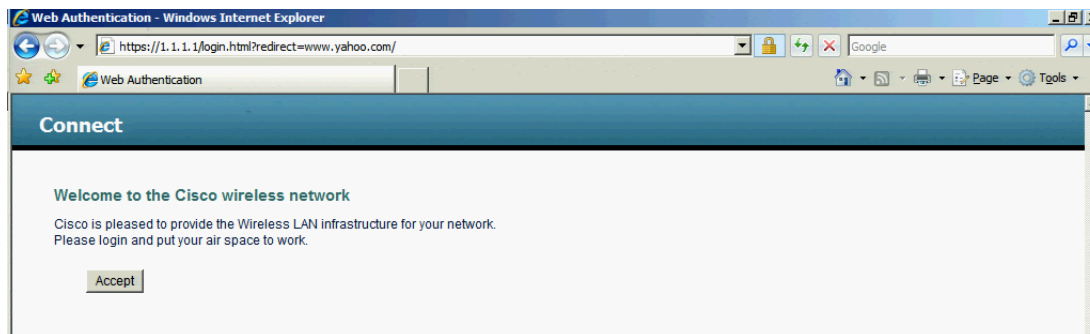 Web Authentication - Windows Internet Explorer
https://1.1.1.1/login.html?redirect=www.yahoo.com/
Google
Web Authentication
Page
Tools
Connect
Welcome to the Cisco wireless network
Cisco is pleased to provide the Wireless LAN infrastructure for your network.
Please login and put your air space to work.
Accept